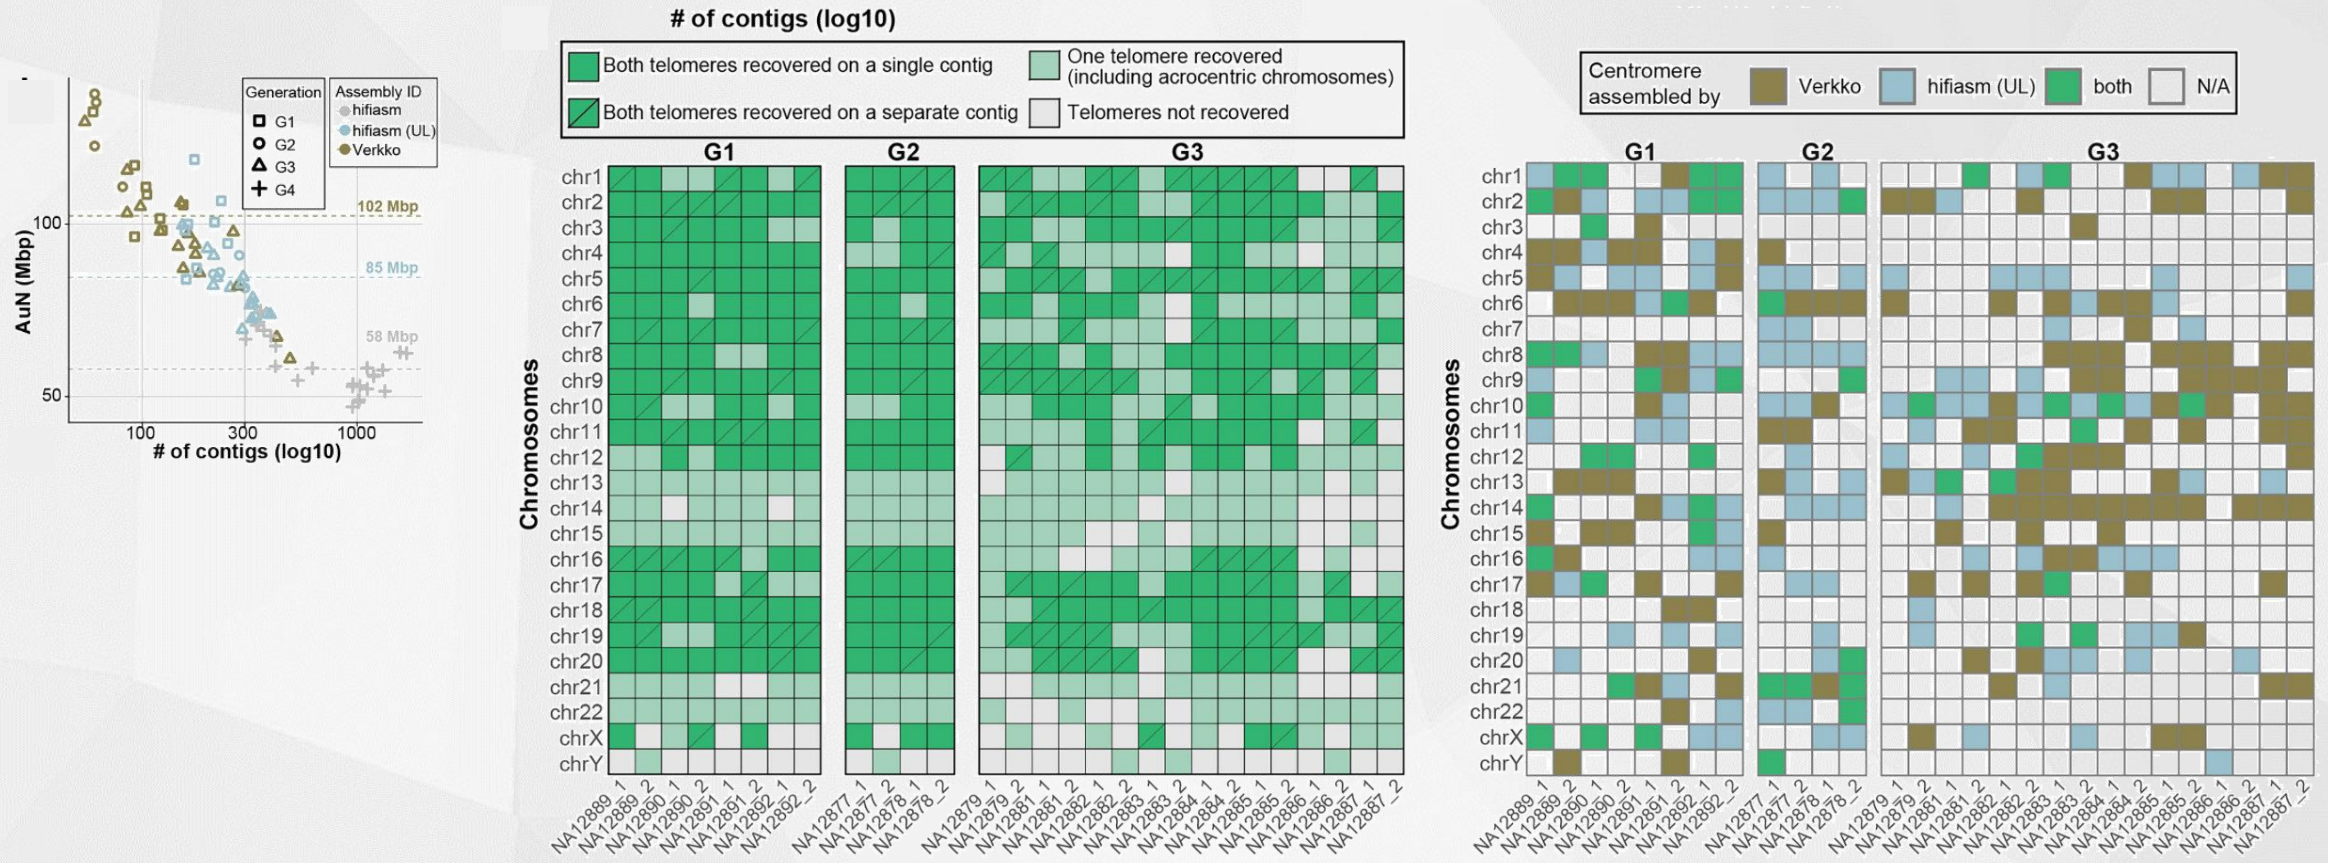 # of contigs (log10)
Generation
G1
G2
G3
G4
Assembly ID
hifiasm
hifiasm (UL)
Verkko
102 Mbp
85 Mbp
58 Mbp
AuN (Mbp)
100
50
100 300 1000
# of contigs (log10)
Both telomeres recovered on a single contig
Both telomeres recovered on a separate contig
One telomere recovered
(including acrocentric chromosomes)
Telomeres not recovered
G1 G2 G3
Chromosomes
chr1
chr2
chr3
chr4
chr5
chr6
chr7
chr8
chr9
chr10
chr11
chr12
chr13
chr14
chr15
chr16
chr17
chr18
chr19
chr20
chr21
chr22
chrX
chrY
NA12889_1
NA12889_2
NA12890_1
NA12890_2
NA12891_1
NA12891_2
NA12892_1
NA12892_2
NA12877_1
NA12877_2
NA12878_1
NA12878_2
NA12879_1
NA12879_2
NA12881_1
NA12881_2
NA12882_1
NA12882_2
NA12883_1
NA12883_2
NA12884_1
NA12884_2
NA12885_1
NA12885_2
NA12886_1
NA12886_2
NA12887_1
NA12887_2
Centromere
assembled by
Verkko
hifiasm (UL)
both
N/A
G1 G2 G3
Chromosomes
chr1
chr2
chr3
chr4
chr5
chr6
chr7
chr8
chr9
chr10
chr11
chr12
chr13
chr14
chr15
chr16
chr17
chr18
chr19
chr20
chr21
chr22
chrX
chrY
NA12889_1
NA12889_2
NA12890_1
NA12890_2
NA12891_1
NA12891_2
NA12892_1
NA12892_2
NA12877_1
NA12877_2
NA12878_1
NA12878_2
NA12879_1
NA12879_2
NA12881_1
NA12881_2
NA12882_1
NA12882_2
NA12883_1
NA12883_2
NA12884_1
NA12884_2
NA12885_1
NA12885_2
NA12886_1
NA12886_2
NA12887_1
NA12887_2